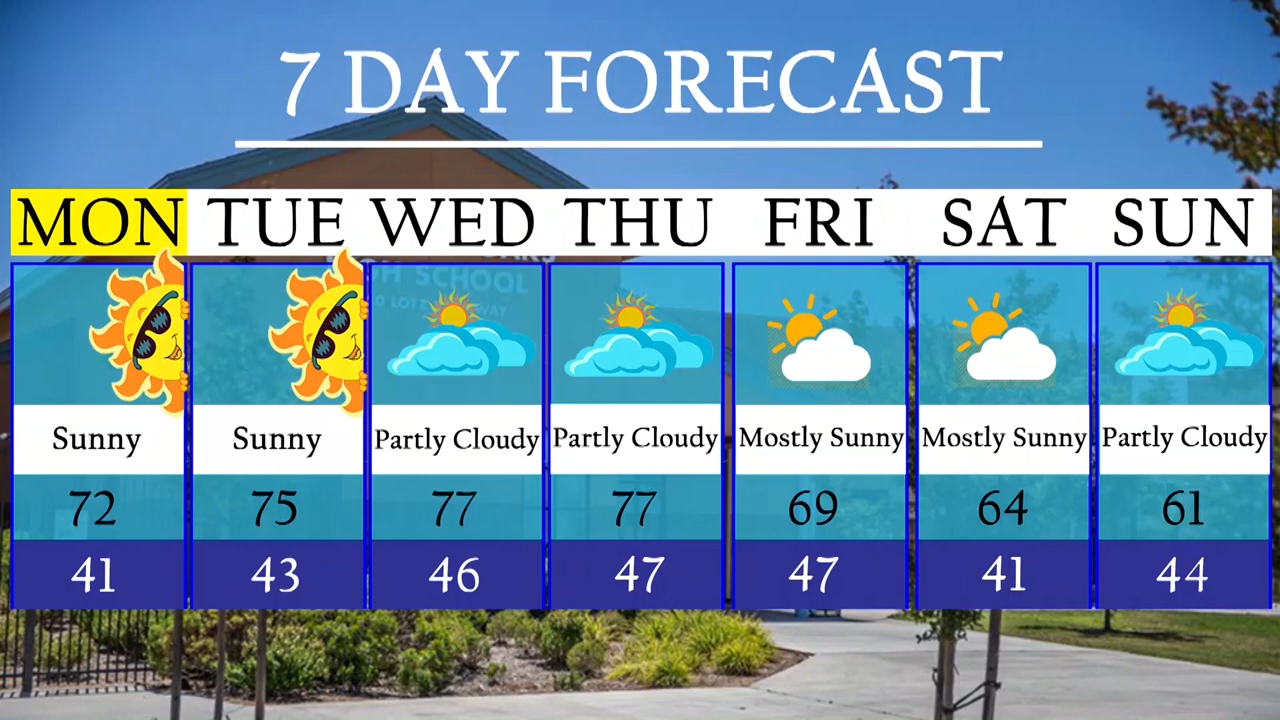 7 DAY FORECAST
MON TUE WED THU FRI SAT SUN
SCHOOL
Sunny Sunny Partly Cloudy Partly Cloudy Mostly Sunny Mostly Sunny Partly Cloudy
72 75 77 77 69 64 61
41 43 46 47 47 41 44